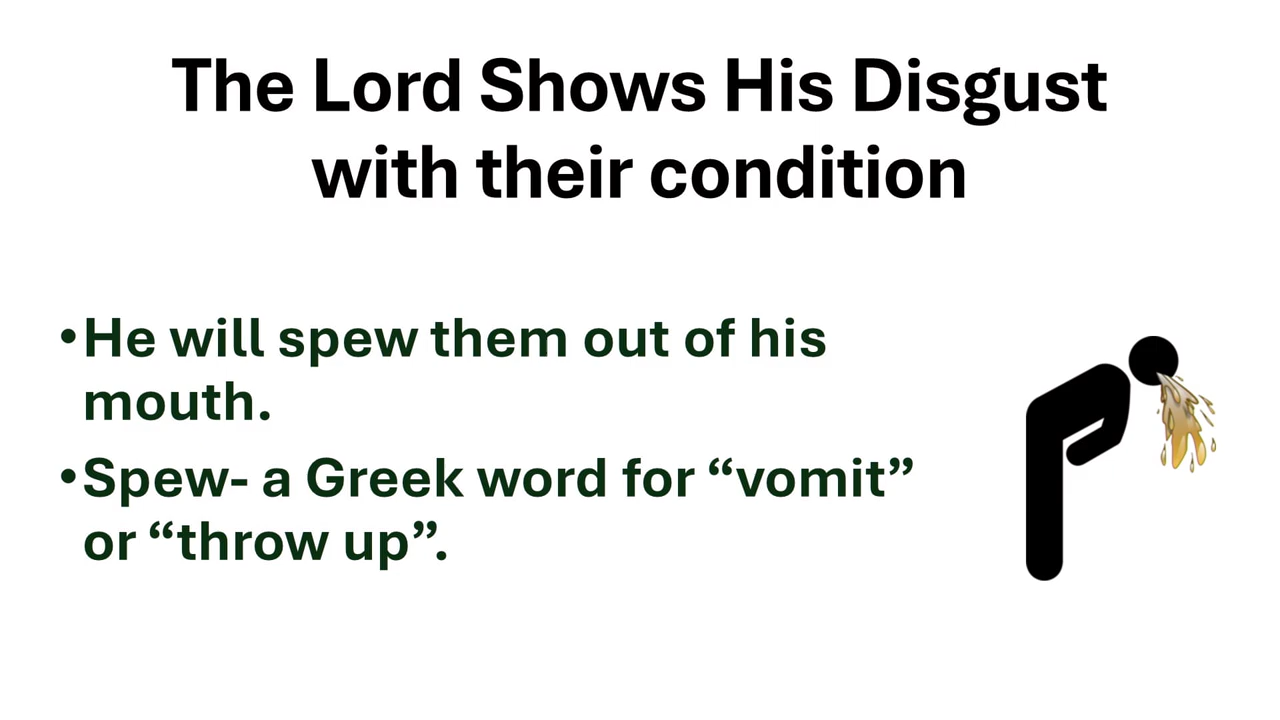 The Lord Shows His Disgust
with their condition
•He will spew them out of his
mouth.
•Spew- a Greek word for “vomit”
or “throw up”.